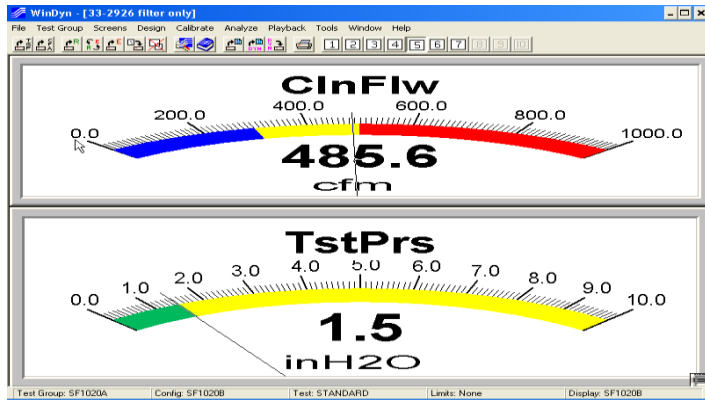 WinDyn - [33-2926 filter only]
File Test Group Screens Design Calibrate Analyze Playback Tools Window Help
1 2 3 4 5 6 7 8 9 10
ClnFlw
0.0 200.0 400.0 600.0 800.0 1000.0
485.6
cfm
TstPrs
0.0 1.0 2.0 3.0 4.0 5.0 6.0 7.0 8.0 9.0 10.0
1.5
inH2O
Test Group: SF1020A Config: SF1020B Test: STANDARD Limits: None Display: SF1020B